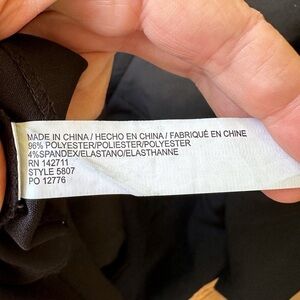 MADE IN CHINA / HECHO EN CHINA / FABRIQUÉ EN CHINE
96% POLYESTER/POLIESTER/POLYESTER
4%SPANDEX/ELASTANO/ELASTHANNE
RN 142711
STYLE 5807
PO 12776